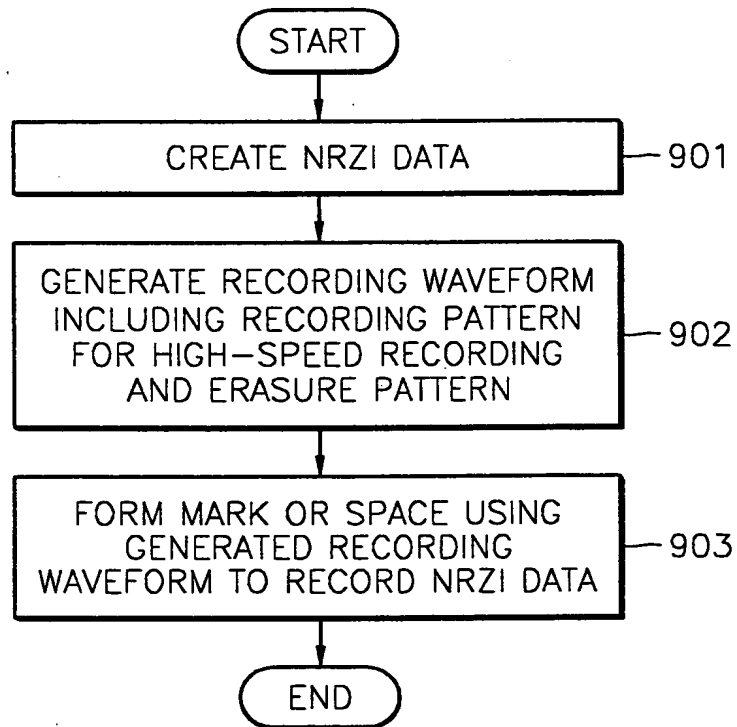 START
CREATE NRZI DATA
901
GENERATE RECORDING WAVEFORM
INCLUDING RECORDING PATTERN
FOR HIGH-SPEED RECORDING
AND ERASURE PATTERN
902
FORM MARK OR SPACE USING
GENERATED RECORDING
WAVEFORM TO RECORD NRZI DATA
903
END